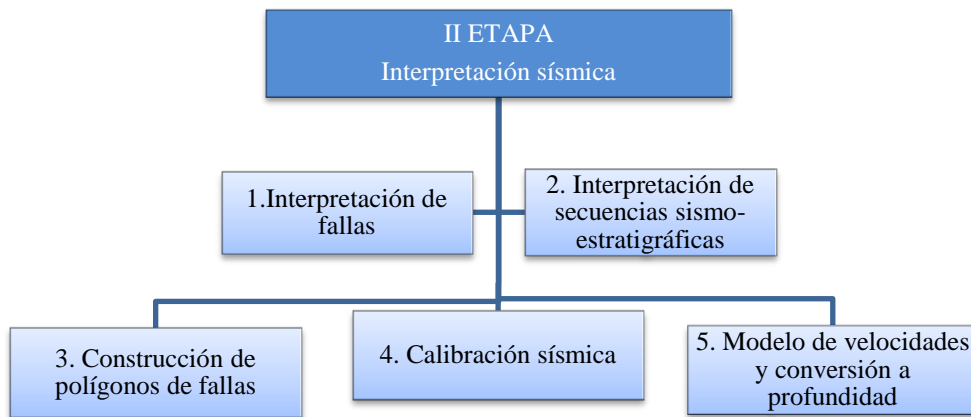 II ETAPA
Interpretación sísmica
1.Interpretación de
fallas
2. Interpretación de
secuencias sismo-
estratigráficas
3. Construcción de
polígonos de fallas
4. Calibración sísmica
5. Modelo de velocidades
y conversión a
profundidad